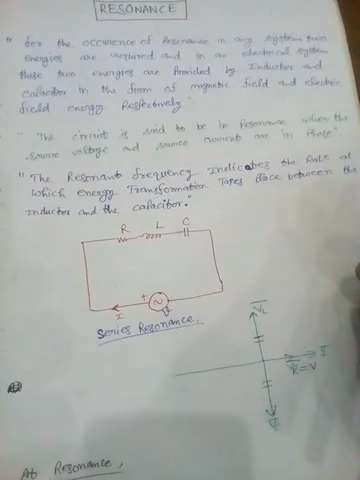 RESONANCE
" for the occurence of Resonance in any system two
energies are required and in an electrical system
these two energies are Provided by Inductor and
Capacitor in the form of magnetic field and electric
field energy Respectively"
" The circuit is said to be in Resonance when the
source voltage and source current are in Phase"
" The Resonant frequency Indicates the Rate at
which energy Transformation Takes Place between the
Inductor and the capacitor."
R L C
+
I
Series Resonance.
VL
VR=V I
At Resonance,